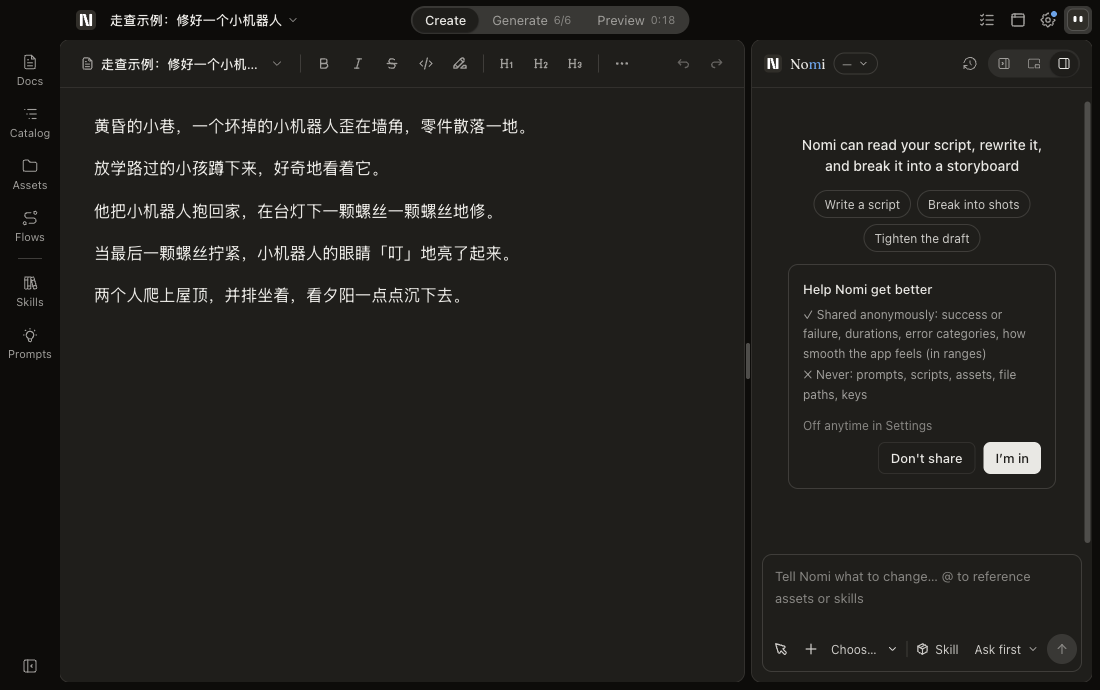 走查示例：修好一个小机器人
Create
Generate 6/6
Preview 0:18
Docs
Catalog
Assets
Flows
Skills
Prompts
走查示例：修好一个小机...
B I S H1 H2 H3
黄昏的小巷，一个坏掉的小机器人歪在墙角，零件散落一地。
放学路过的小孩蹲下来，好奇地看着它。
他把小机器人抱回家，在台灯下一颗螺丝一颗螺丝地修。
当最后一颗螺丝拧紧，小机器人的眼睛「叮」地亮了起来。
两个人爬上屋顶，并排坐着，看夕阳一点点沉下去。
Nomi
—
Nomi can read your script, rewrite it,
and break it into a storyboard
Write a script
Break into shots
Tighten the draft
Help Nomi get better
✓ Shared anonymously: success or
failure, durations, error categories, how
smooth the app feels (in ranges)
✕ Never: prompts, scripts, assets, file
paths, keys
Off anytime in Settings
Don't share
I'm in
Tell Nomi what to change... @ to reference
assets or skills
Choos...
Skill
Ask first